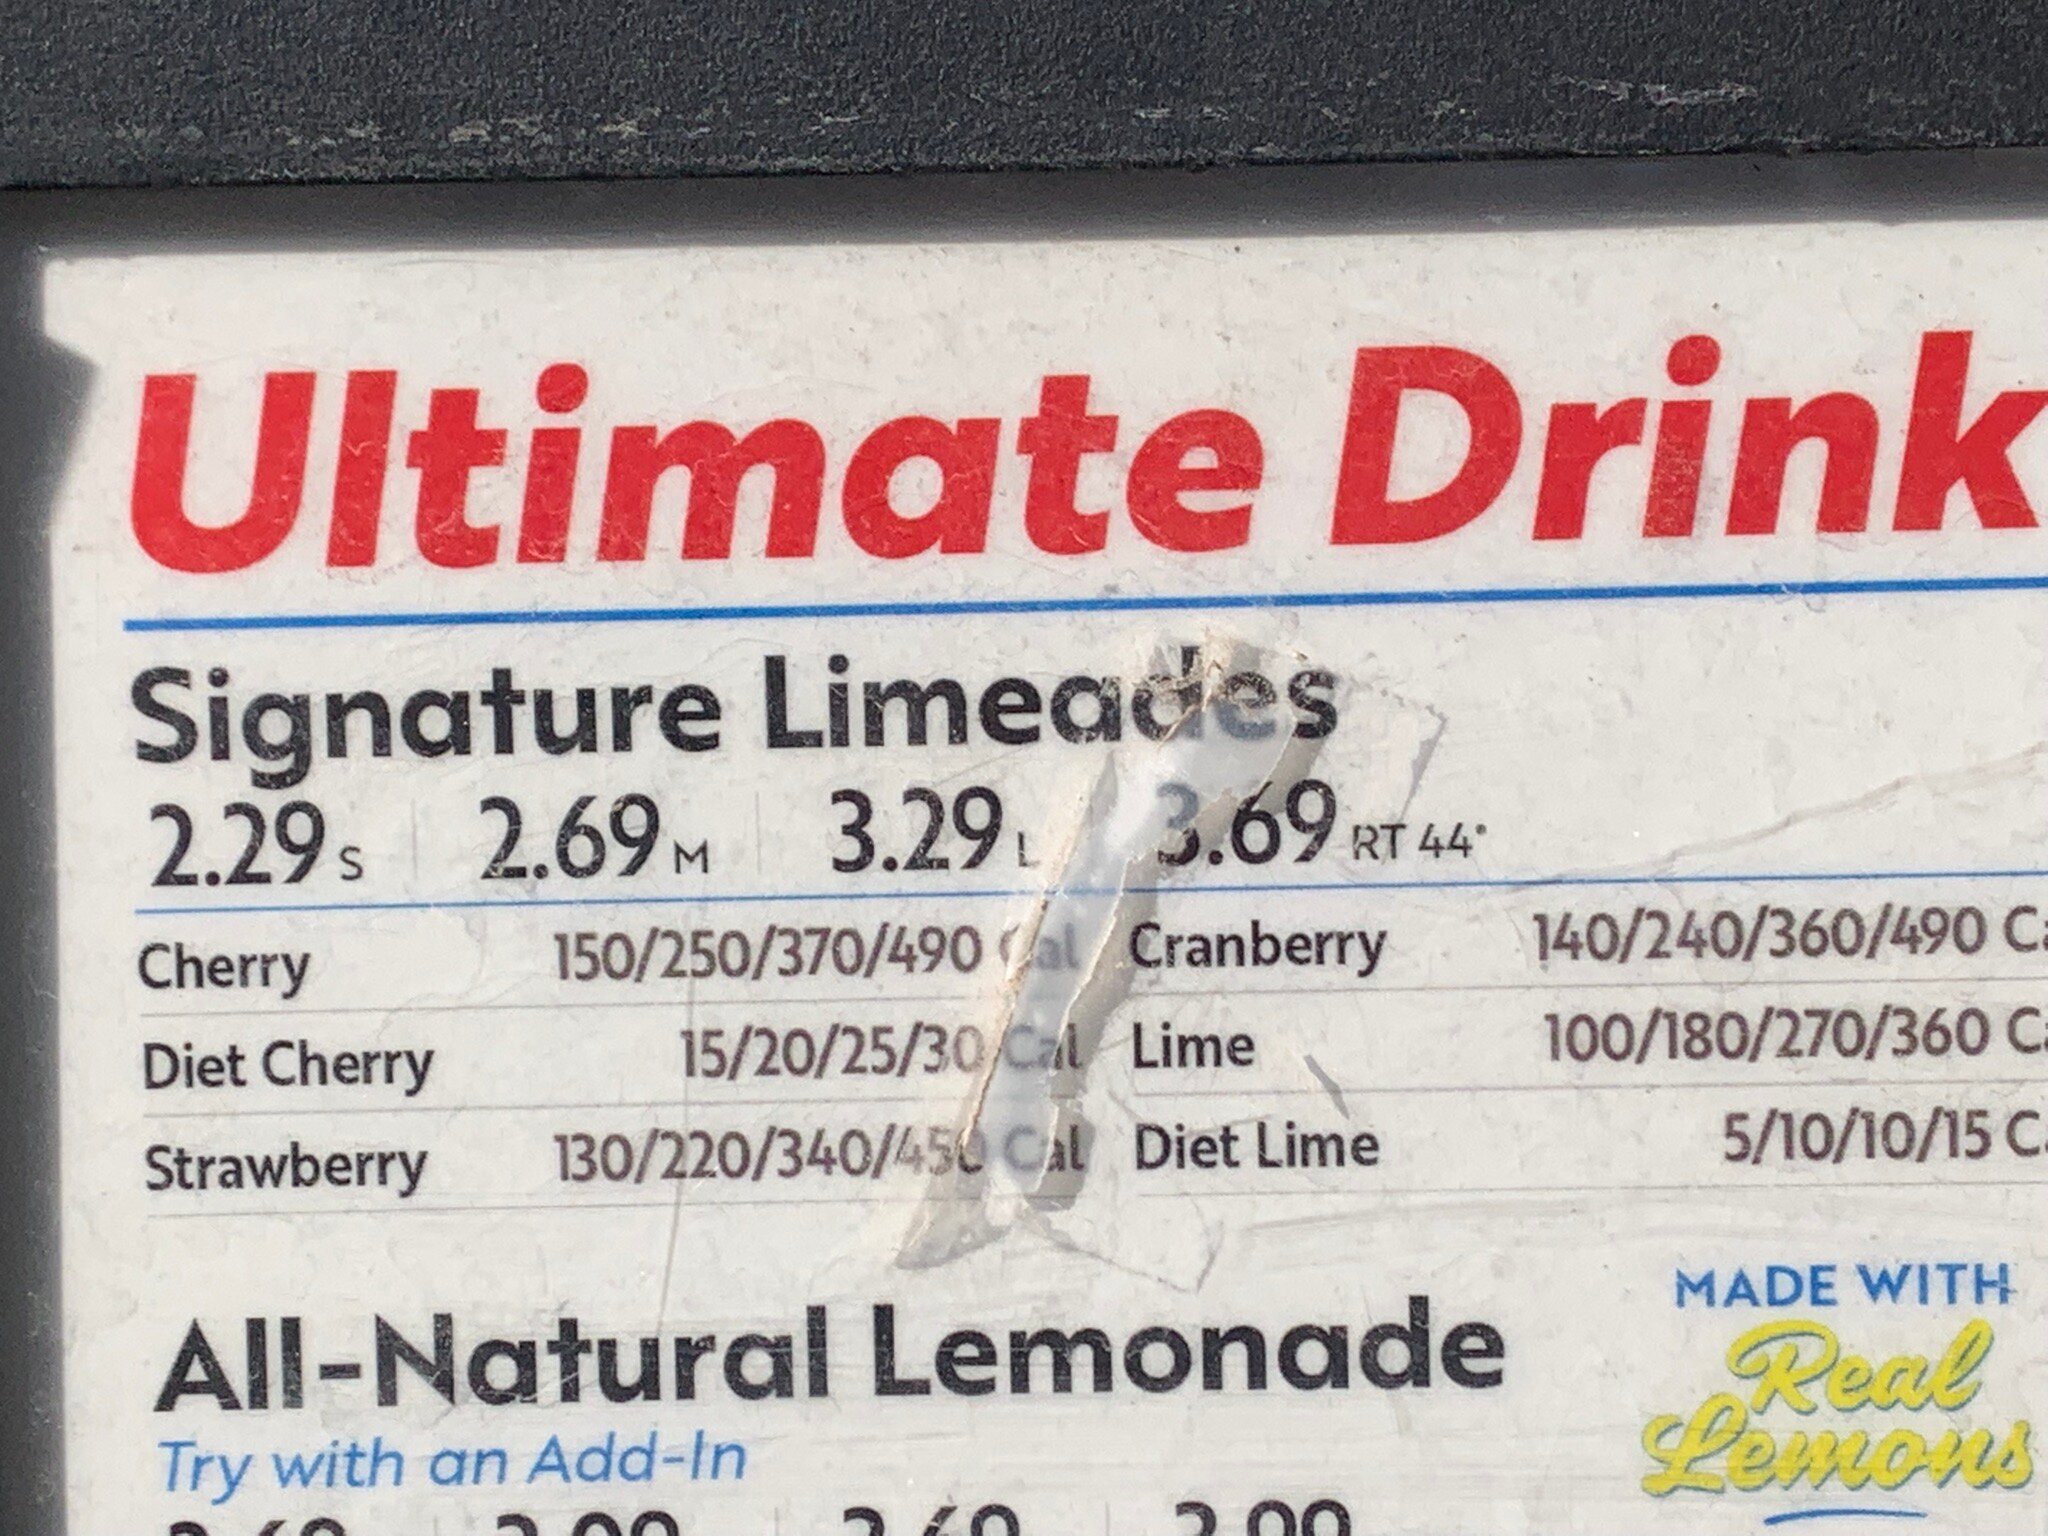 Ultimate Drink
Signature Limeades
2.29 S 2.69 M 3.29 L 3.69 RT 44°
Cherry 150/250/370/490 Cal Cranberry 140/240/360/490
Diet Cherry 15/20/25/30 Cal Lime 100/180/270/360
Strawberry 130/220/340/450 Cal Diet Lime 5/10/10/15
All-Natural Lemonade
Try with an Add-In
MADE WITH
Real
Lemons